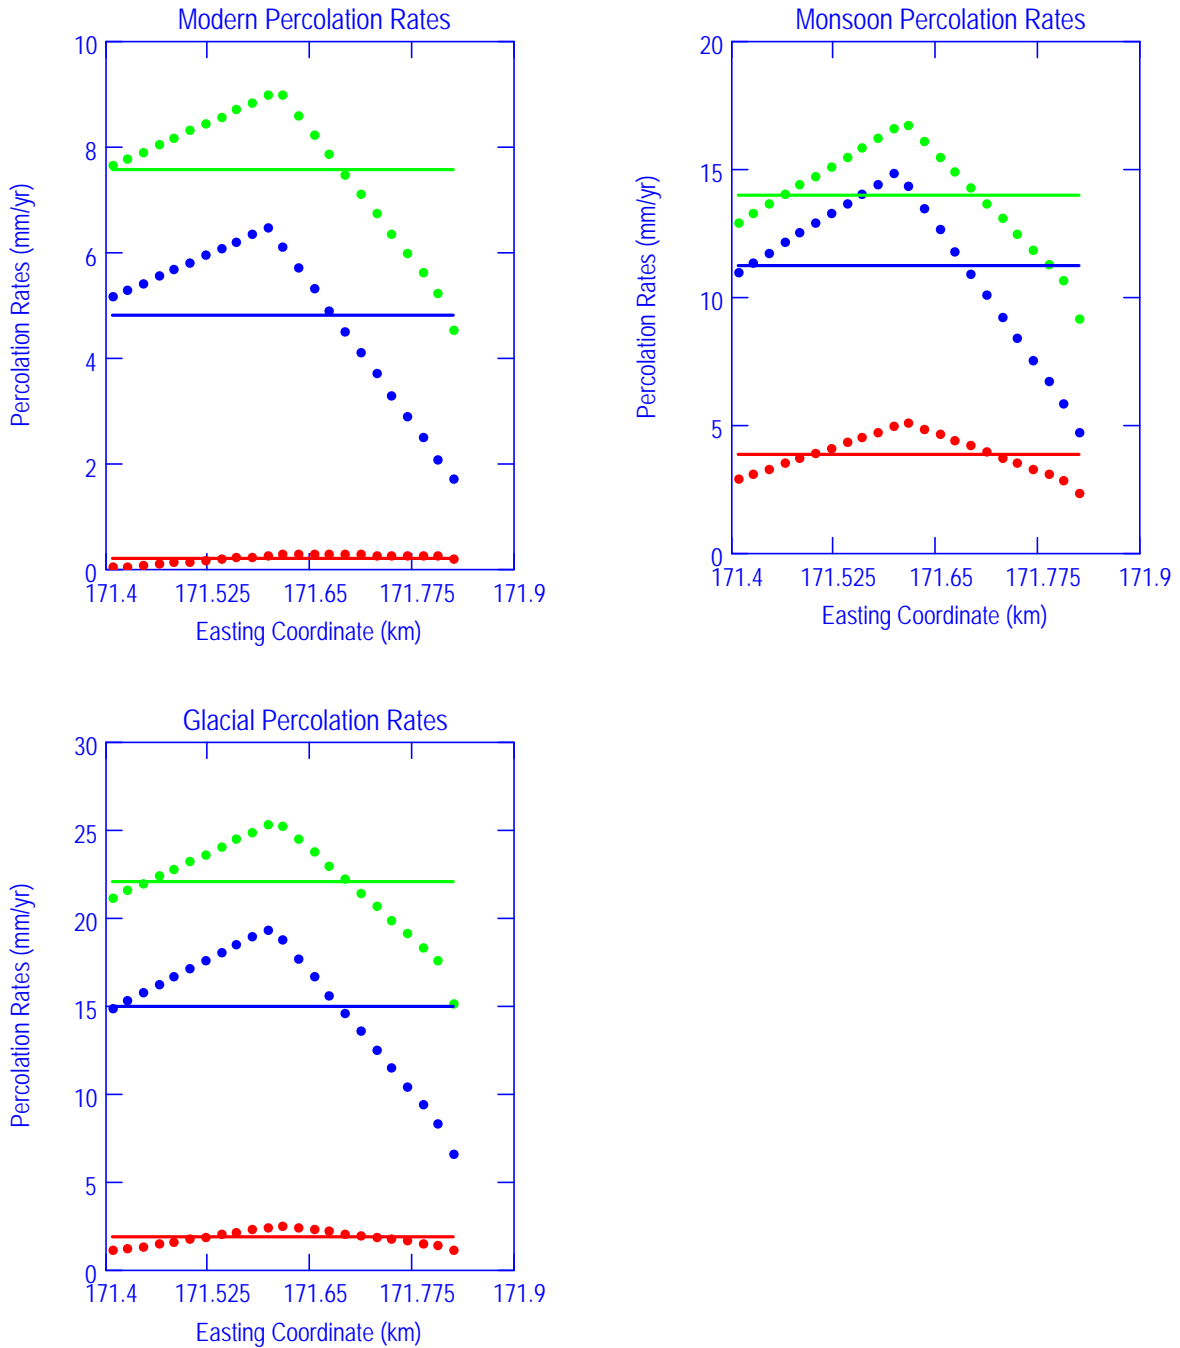 Modern Percolation Rates
10
8
6
4
2
0
171.4 171.525 171.65 171.775 171.9
Percolation Rates (mm/yr)
Easting Coordinate (km)
Monsoon Percolation Rates
20
15
10
5
0
171.4 171.525 171.65 171.775 171.9
Percolation Rates (mm/yr)
Easting Coordinate (km)
Glacial Percolation Rates
30
25
20
15
10
5
0
171.4 171.525 171.65 171.775 171.9
Percolation Rates (mm/yr)
Easting Coordinate (km)